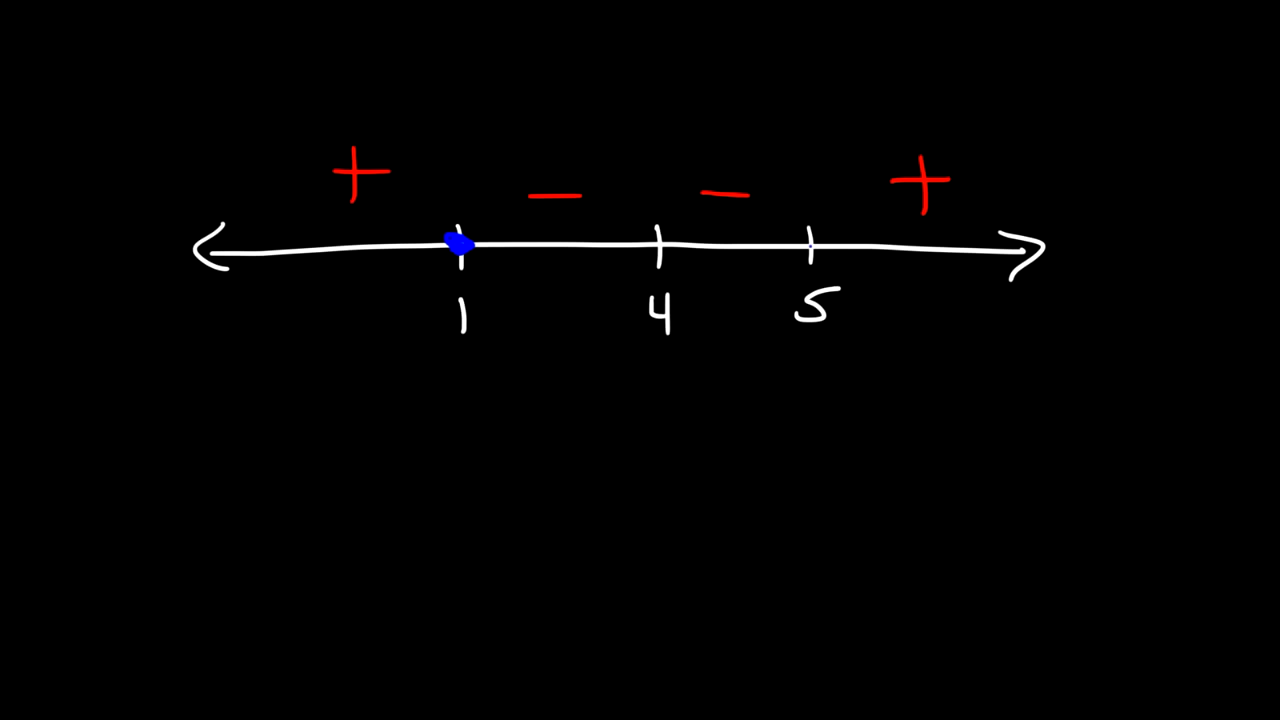 + − − +
1 4 5